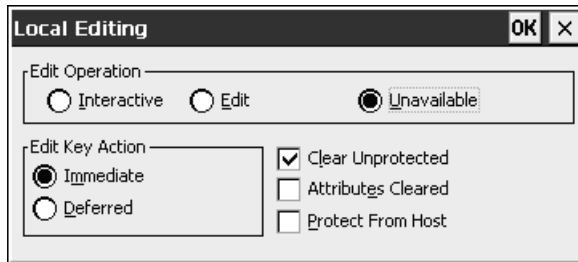 Local Editing OK ×
Edit Operation
Interactive Edit Unavailable
Edit Key Action
Immediate
Deferred
Clear Unprotected
Attributes Cleared
Protect From Host